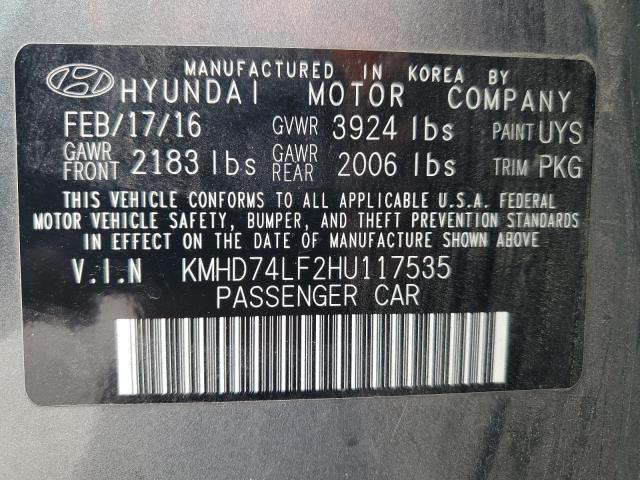 MANUFACTURED IN KOREA BY
HYUNDAI MOTOR COMPANY
FEB/17/16 GVWR 3924 lbs PAINT UYS
GAWR FRONT 2183 lbs GAWR REAR 2006 lbs TRIM PKG
THIS VEHICLE CONFORMS TO ALL APPLICABLE U.S.A. FEDERAL
MOTOR VEHICLE SAFETY, BUMPER, AND THEFT PREVENTION STANDARDS
IN EFFECT ON THE DATE OF MANUFACTURE SHOWN ABOVE.
V.I.N KMHD74LF2HU117535
PASSENGER CAR